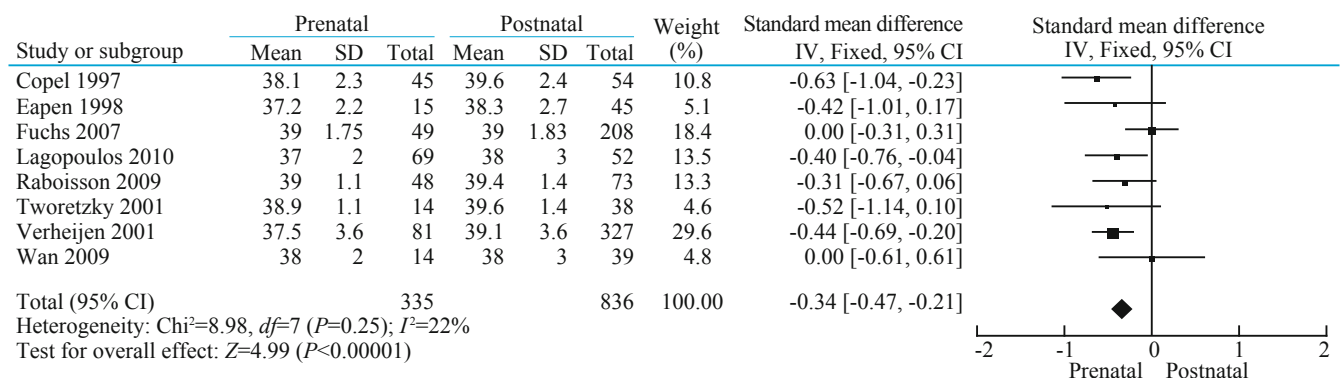 Prenatal Postnatal Weight Standard mean difference Standard mean difference
Study or subgroup Mean SD Total Mean SD Total (%) IV, Fixed, 95% CI IV, Fixed, 95% CI
Copel 1997 38.1 2.3 45 39.6 2.4 54 10.8 -0.63 [-1.04, -0.23]
Eapen 1998 37.2 2.2 15 38.3 2.7 45 5.1 -0.42 [-1.01, 0.17]
Fuchs 2007 39 1.75 49 39 1.83 208 18.4 0.00 [-0.31, 0.31]
Lagopoulos 2010 37 2 69 38 3 52 13.5 -0.40 [-0.76, -0.04]
Raboisson 2009 39 1.1 48 39.4 1.4 73 13.3 -0.31 [-0.67, 0.06]
Tworetzky 2001 38.9 1.1 14 39.6 1.4 38 4.6 -0.52 [-1.14, 0.10]
Verheijen 2001 37.5 3.6 81 39.1 3.6 327 29.6 -0.44 [-0.69, -0.20]
Wan 2009 38 2 14 38 3 39 4.8 0.00 [-0.61, 0.61]
Total (95% CI) 335 836 100.00 -0.34 [-0.47, -0.21]
Heterogeneity: Chi²=8.98, df=7 (P=0.25); I²=22%
Test for overall effect: Z=4.99 (P<0.00001)
-2 -1 0 1 2
Prenatal Postnatal